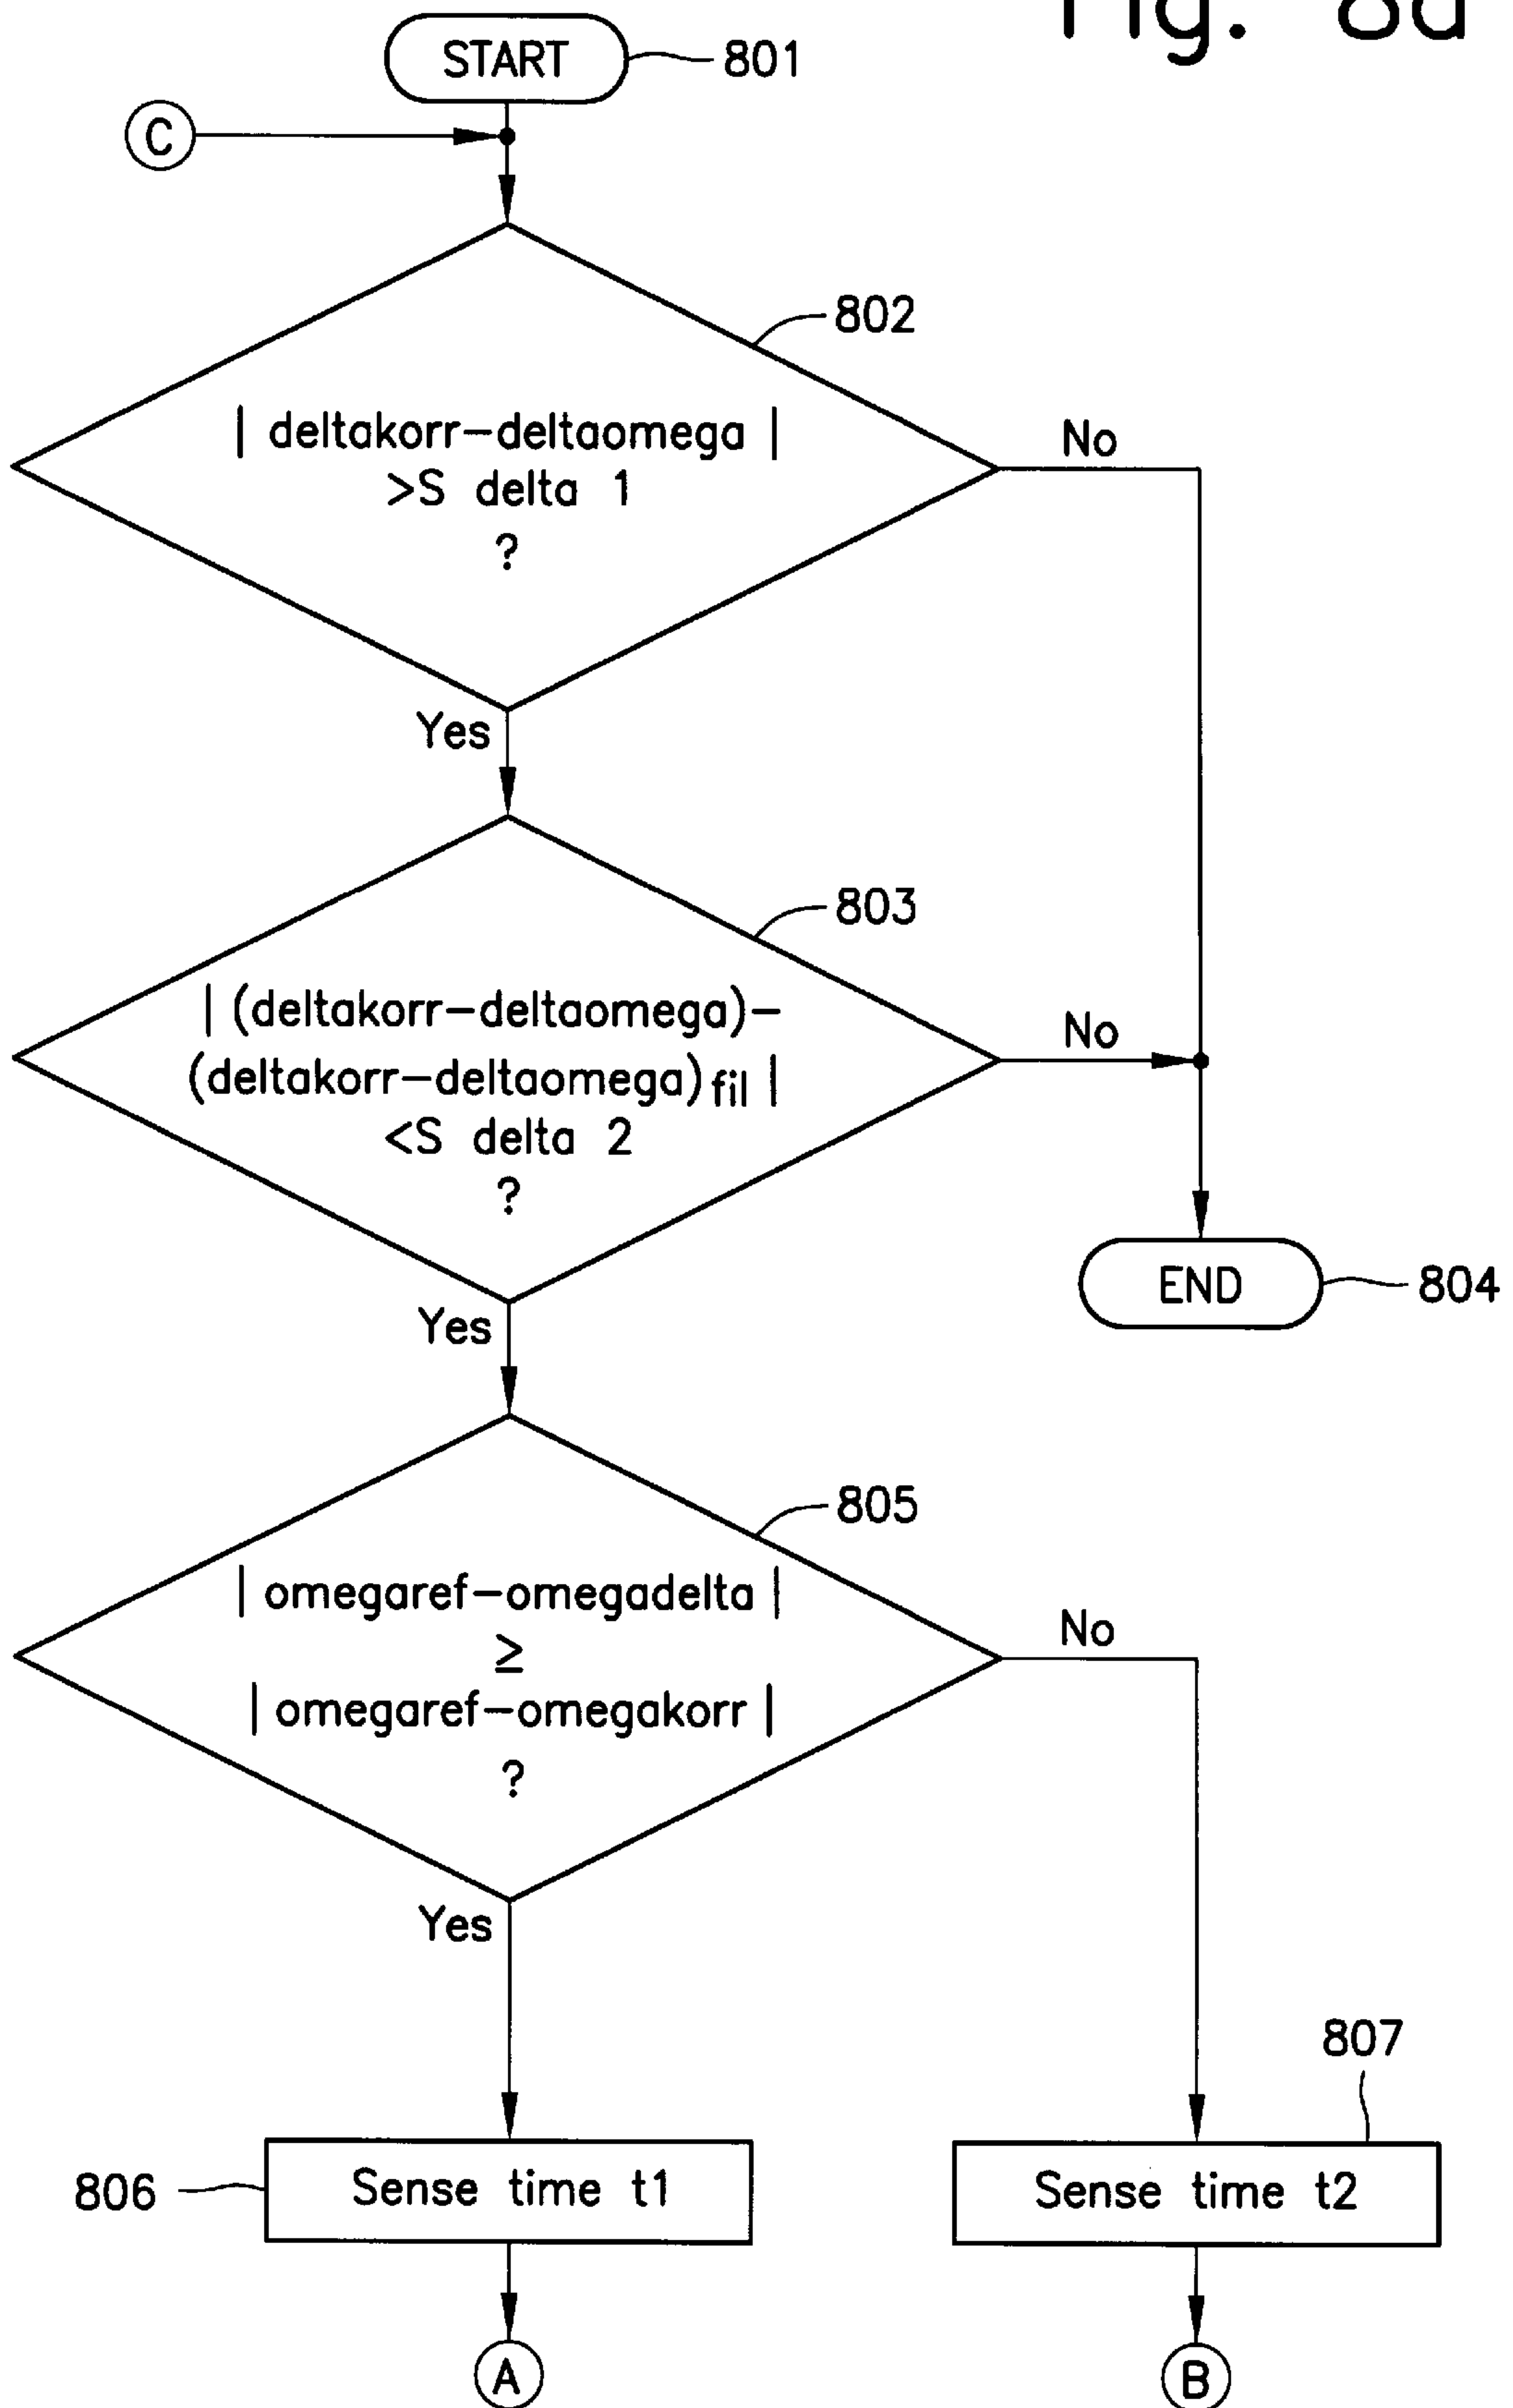 Fig. 8a
START
801
C
802
| deltakorr-deltaomega |
>S delta 1
?
No
Yes
803
| (deltakorr-deltaomega)-
(deltakorr-deltaomega)fil |
<S delta 2
?
No
END
804
Yes
805
| omegaref-omegadelta |
≥
| omegaref-omegakorr |
?
No
Yes
807
806
Sense time t1
Sense time t2
A
B